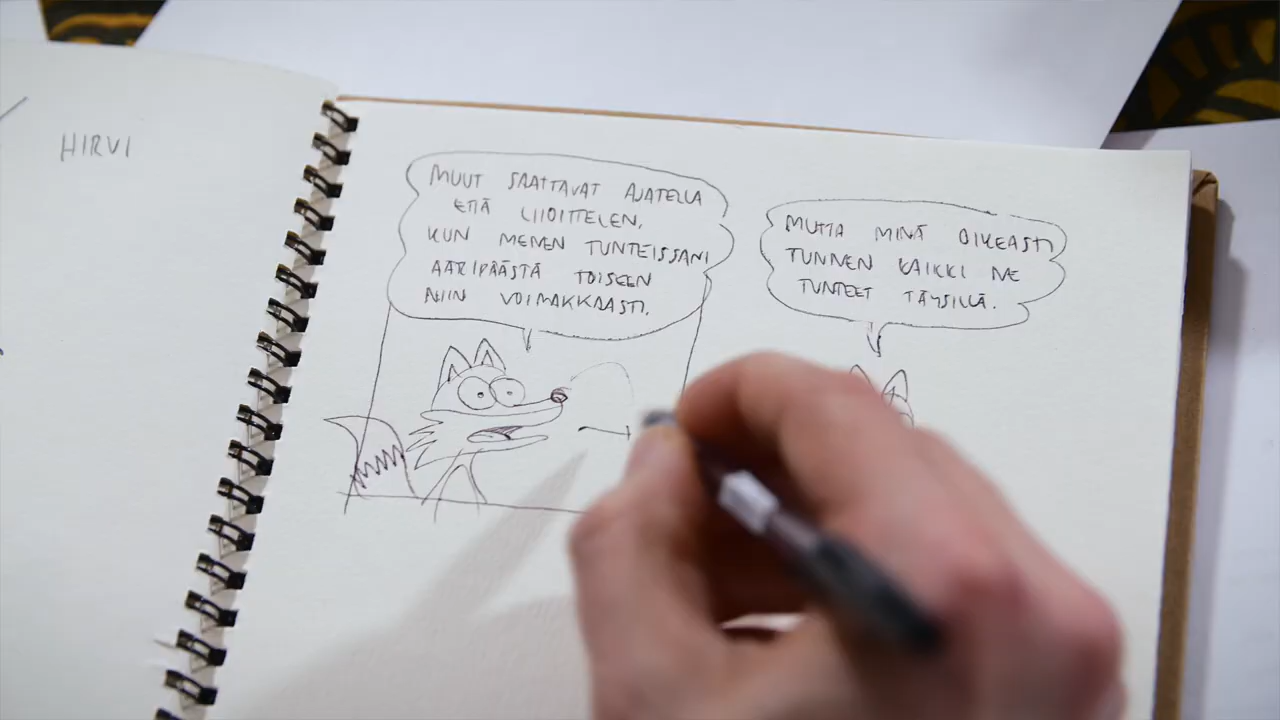 HIRVI
MUUT SAATTAVAT AJATELLA
ETTÄ LIIOITTELEN,
KUN MENEN TUNTEISSANI
ÄÄRIPÄÄSTÄ TOISEEN
NIIN VOIMAKKAASTI.
MUTTA MINÄ OIKEASTI
TUNNEN KAIKKI NE
TUNTEET TÄYSILLÄ.